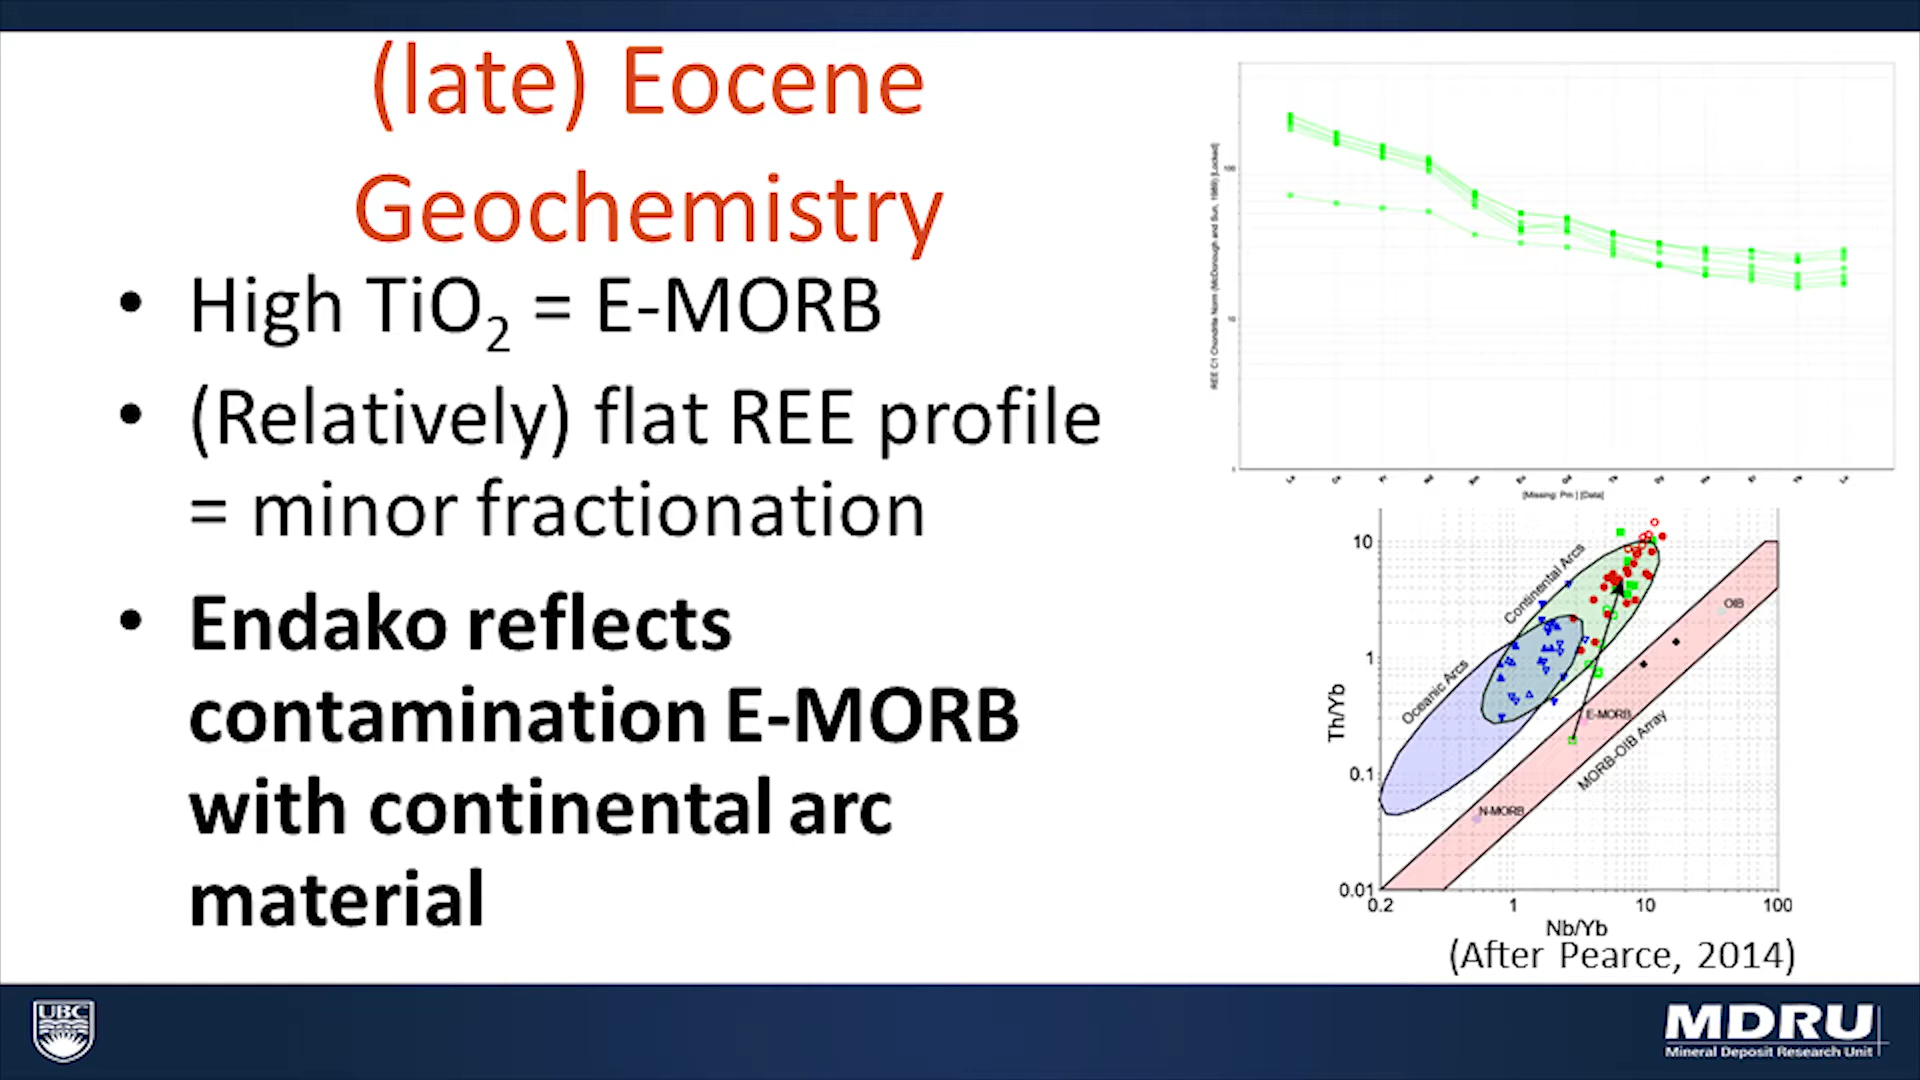 (late) Eocene
Geochemistry
• High TiO₂ = E-MORB
• (Relatively) flat REE profile
= minor fractionation
• Endako reflects
contamination E-MORB
with continental arc
material
REE C1 Chondrite Norm (McDonough and Sun, 1989) [Locked]
100
10
[Missing: Pm ] [Data]
10
1
0.1
0.01
Th/Yb
Continental Arcs
Oceanic Arcs
OIB
E-MORB
MORB-OIB Array
N-MORB
0.2
1
10
100
Nb/Yb
(After Pearce, 2014)
UBC
MDRU
Mineral Deposit Research Unit